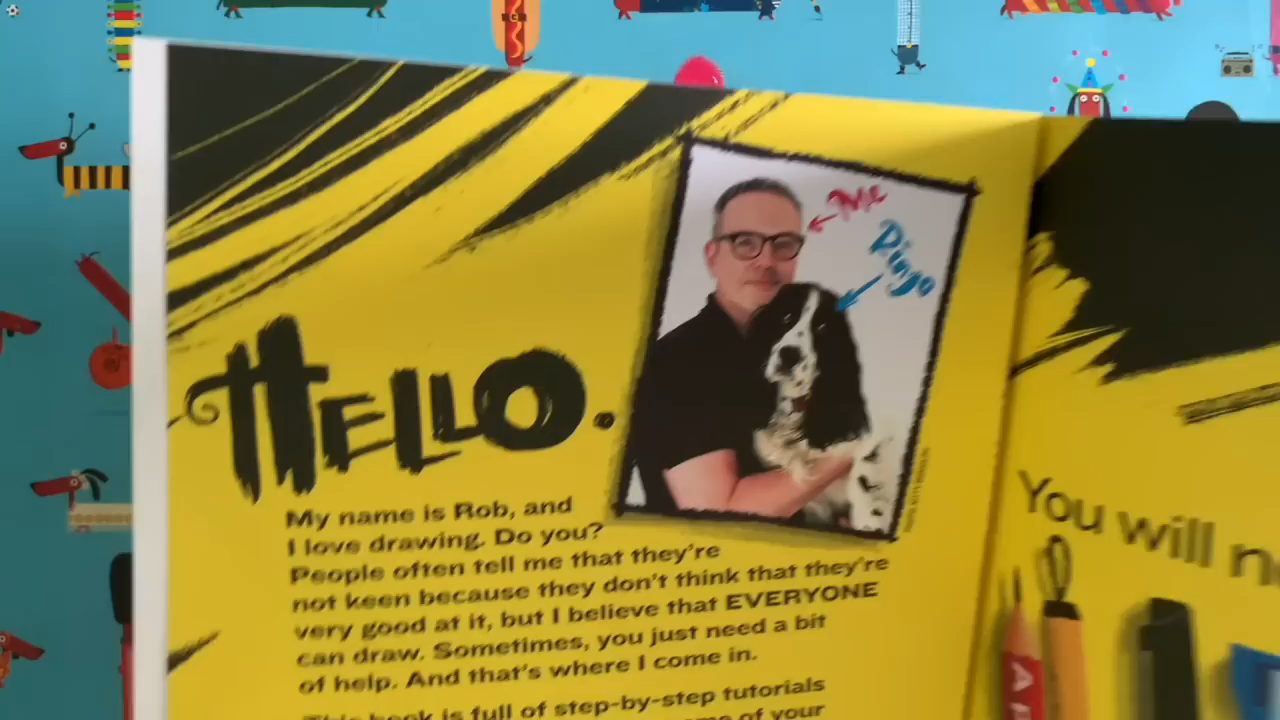 Me
Dingo
HELLO.
My name is Rob, and
I love drawing. Do you?
People often tell me that they're
not keen because they don't think that they're
very good at it, but I believe that EVERYONE
can draw. Sometimes, you just need a bit
of help. And that's where I come in.
This book is full of step-by-step tutorials
of your
You will